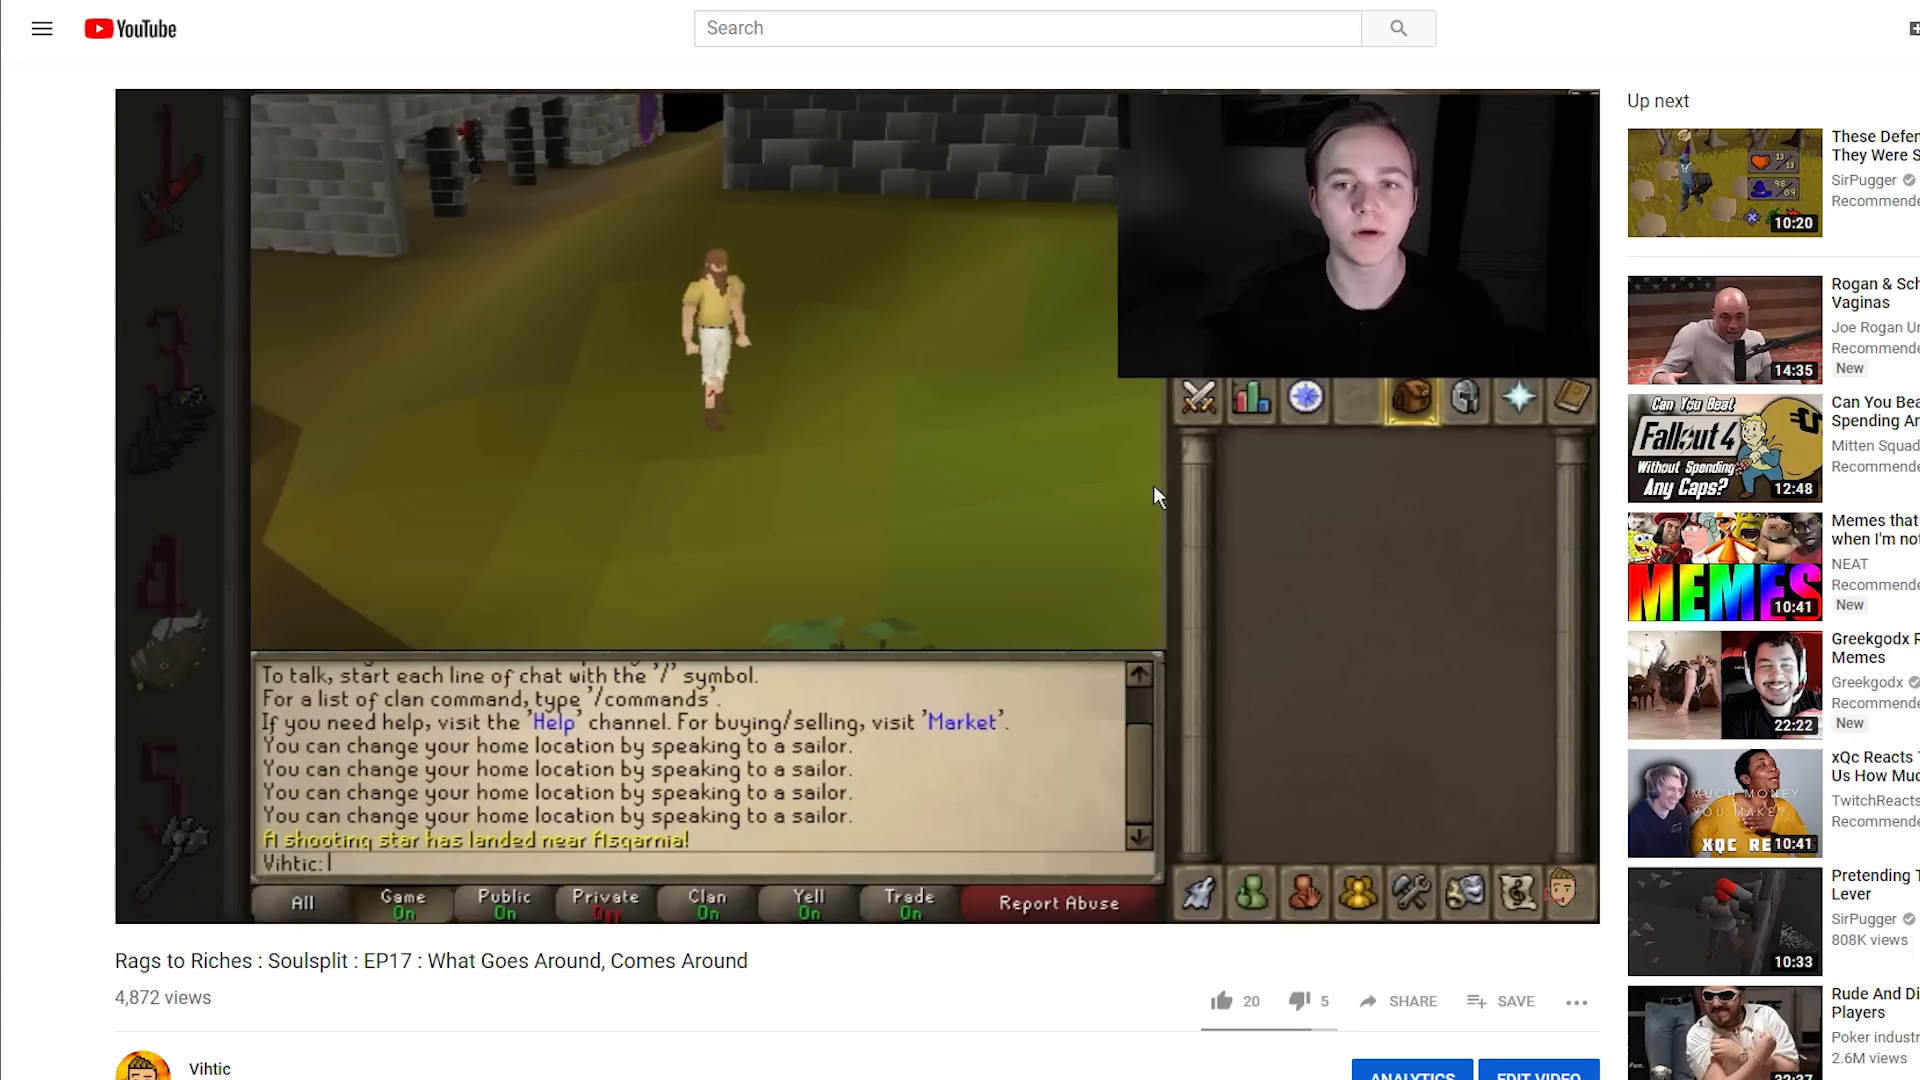 YouTube
Search
To talk, start each line of chat with the '/' symbol.
For a list of clan command, type '/commands'.
If you need help, visit the 'Help' channel. For buying/selling, visit 'Market'.
You can change your home location by speaking to a sailor.
You can change your home location by speaking to a sailor.
You can change your home location by speaking to a sailor.
You can change your home location by speaking to a sailor.
A shooting star has landed near Asgarnia!
Vihtic:
All
Game
On
Public
On
Private
Off
Clan
On
Yell
On
Trade
On
Report Abuse
Rags to Riches : Soulsplit : EP17 : What Goes Around, Comes Around
4,872 views
20
5
SHARE
SAVE
Vihtic
ANALYTICS
EDIT VIDEO
Up next
10:20
These Defen
They Were S
SirPugger
Recommende
14:35
Rogan & Sch
Vaginas
Joe Rogan Un
Recommende
New
Can You Beat
Fallout 4
Without Spending
Any Caps?
12:48
Can You Bea
Spending An
Mitten Squad
Recommende
MEMES
10:41
Memes that
when I'm not
NEAT
Recommende
New
22:22
Greekgodx R
Memes
Greekgodx
Recommende
New
MUCH MONEY
YOU MAKE?
XQC RE
10:41
xQc Reacts T
Us How Muc
TwitchReacts
Recommende
10:33
Pretending T
Lever
SirPugger
808K views
Rude And Di
Players
Poker industr
2.6M views